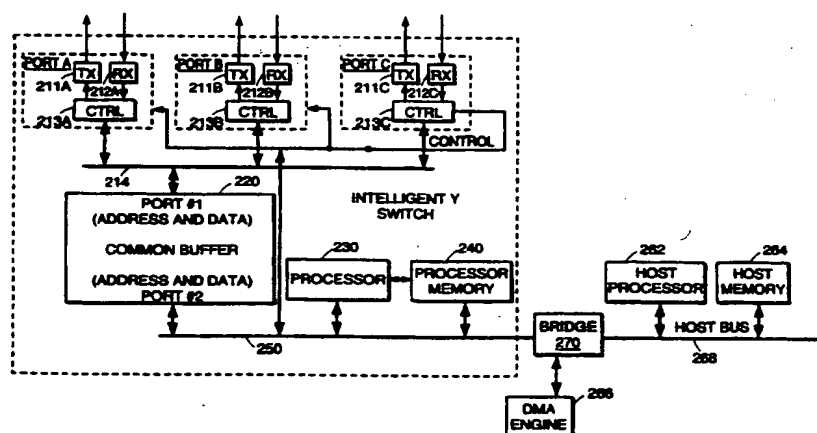 PORT A
TX
RX
211A
212A
CTRL
213A
PORT B
TX
RX
211B
212B
CTRL
213B
PORT C
TX
RX
211C
212C
CTRL
213C
CONTROL
214
220
PORT #1
(ADDRESS AND DATA)
COMMON BUFFER
(ADDRESS AND DATA)
PORT #2
INTELLIGENT Y
SWITCH
230
PROCESSOR
240
PROCESSOR
MEMORY
250
262
HOST
PROCESSOR
264
HOST
MEMORY
BRIDGE
270
HOST BUS
268
DMA
ENGINE
266